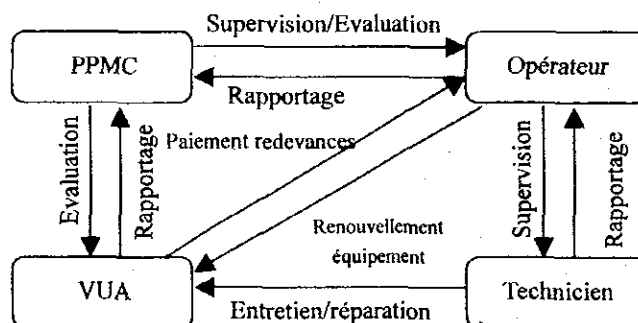 Supervision/Evaluation
PPMC
Opérateur
Rapportage
Paiement redevances
Evaluation
Rapportage
Supervision
Rapportage
Renouvellement
équipement
VUA
Technicien
Entretien/réparation